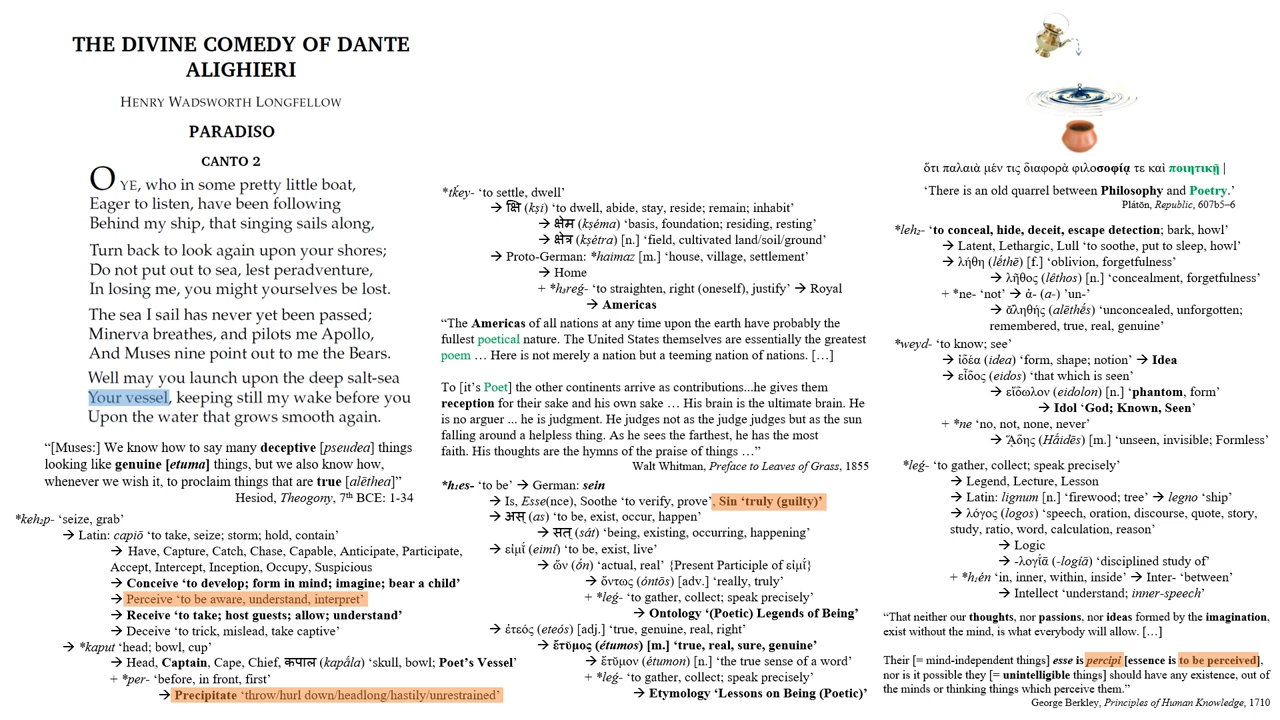 THE DIVINE COMEDY OF DANTE
ALIGHIERI
HENRY WADSWORTH LONGFELLOW
PARADISO
CANTO 2
O YE, who in some pretty little boat,
Eager to listen, have been following
Behind my ship, that singing sails along,
Turn back to look again upon your shores;
Do not put out to sea, lest peradventure,
In losing me, you might yourselves be lost.
The sea I sail has never yet been passed;
Minerva breathes, and pilots me Apollo,
And Muses nine point out to me the Bears.
Well may you launch upon the deep salt-sea
Your vessel, keeping still my wake before you
Upon the water that grows smooth again.
“[Muses:] We know how to say many deceptive [pseudea] things
looking like genuine [etuma] things, but we also know how,
whenever we wish it, to proclaim things that are true [alēthea]”
Hesiod, Theogony, 7th BCE: 1-34
*keh₂p- ‘seize, grab’
→ Latin: capiō ‘to take, seize; storm; hold, contain’
→ Have, Capture, Catch, Chase, Capable, Anticipate, Participate,
Accept, Intercept, Inception, Occupy, Suspicious
→ Conceive ‘to develop; form in mind; imagine; bear a child’
→ Perceive ‘to be aware, understand, interpret’
→ Receive ‘to take; host guests; allow; understand’
→ Deceive ‘to trick, mislead, take captive’
→ *kaput ‘head; bowl, cup’
→ Head, Captain, Cape, Chief, कपाल (kapā́la) ‘skull, bowl; Poet’s Vessel’
+ *per- ‘before, in front, first’
→ Precipitate ‘throw/hurl down/headlong/hastily/unrestrained’
*tḱey- ‘to settle, dwell’
→ क्षि (kṣi) ‘to dwell, abide, stay, reside; remain; inhabit’
→ क्षेम (kṣéma) ‘basis, foundation; residing, resting’
→ क्षेत्र (kṣétra) [n.] ‘field, cultivated land/soil/ground’
→ Proto-German: *haimaz [m.] ‘house, village, settlement’
→ Home
+ *h₃reǵ- ‘to straighten, right (oneself), justify’ → Royal
→ Americas
“The Americas of all nations at any time upon the earth have probably the
fullest poetical nature. The United States themselves are essentially the greatest
poem … Here is not merely a nation but a teeming nation of nations. […]
To [it’s Poet] the other continents arrive as contributions...he gives them
reception for their sake and his own sake … His brain is the ultimate brain. He
is no arguer ... he is judgment. He judges not as the judge judges but as the sun
falling around a helpless thing. As he sees the farthest, he has the most
faith. His thoughts are the hymns of the praise of things …”
Walt Whitman, Preface to Leaves of Grass, 1855
*h₁es- ‘to be’ → German: sein
→ Is, Esse(nce), Soothe ‘to verify, prove’, Sin ‘truly (guilty)’
→ अस् (as) ‘to be, exist, occur, happen’
→ सत् (sát) ‘being, existing, occurring, happening’
→ εἰμῐ́ (eimí) ‘to be, exist, live’
→ ὤν (ṓn) ‘actual, real’ {Present Participle of εἰμῐ́}
→ ὄντως (óntōs) [adv.] ‘really, truly’
+ *leǵ- ‘to gather, collect; speak precisely’
→ Ontology ‘(Poetic) Legends of Being’
→ ἐτεός (eteós) [adj.] ‘true, genuine, real, right’
→ ἔτῠμος (étumos) [m.] ‘true, real, sure, genuine’
→ ἔτῠμον (étumon) [n.] ‘the true sense of a word’
+ *leǵ- ‘to gather, collect; speak precisely’
→ Etymology ‘Lessons on Being (Poetic)’
ὅτι παλαιὰ μέν τις διαφορὰ φιλοσοφίᾳ τε καὶ ποιητικῇ |
‘There is an old quarrel between Philosophy and Poetry.’
Plátōn, Republic, 607b5–6
*leh₂- ‘to conceal, hide, deceit, escape detection; bark, howl’
→ Latent, Lethargic, Lull ‘to soothe, put to sleep, howl’
→ λήθη (lḗthē) [f.] ‘oblivion, forgetfulness’
→ λῆθος (lêthos) [n.] ‘concealment, forgetfulness’
+ *ne- ‘not’ → ἀ- (a-) ’un-’
→ ἀληθής (alēthḗs) ‘unconcealed, unforgotten;
remembered, true, real, genuine’
*weyd- ‘to know; see’
→ ἰδέα (idea) ‘form, shape; notion’ → Idea
→ εἶδος (eidos) ‘that which is seen’
→ εἴδωλον (eidolon) [n.] ‘phantom, form’
→ Idol ‘God; Known, Seen’
+ *ne ‘no, not, none, never’
→ ᾍδης (Hā́idēs) [m.] ‘unseen, invisible; Formless’
*leǵ- ‘to gather, collect; speak precisely’
→ Legend, Lecture, Lesson
→ Latin: lignum [n.] ‘firewood; tree’ → legno ‘ship’
→ λόγος (logos) ‘speech, oration, discourse, quote, story,
study, ratio, word, calculation, reason’
→ Logic
→ -λογῐ́ᾱ (-logíā) ‘disciplined study of’
+ *h₁én ‘in, inner, within, inside’ → Inter- ‘between’
→ Intellect ‘understand; inner-speech’
“That neither our thoughts, nor passions, nor ideas formed by the imagination,
exist without the mind, is what everybody will allow. […]
Their [= mind-independent things] esse is percipi [essence is to be perceived],
nor is it possible they [= unintelligible things] should have any existence, out of
the minds or thinking things which perceive them.”
George Berkley, Principles of Human Knowledge, 1710